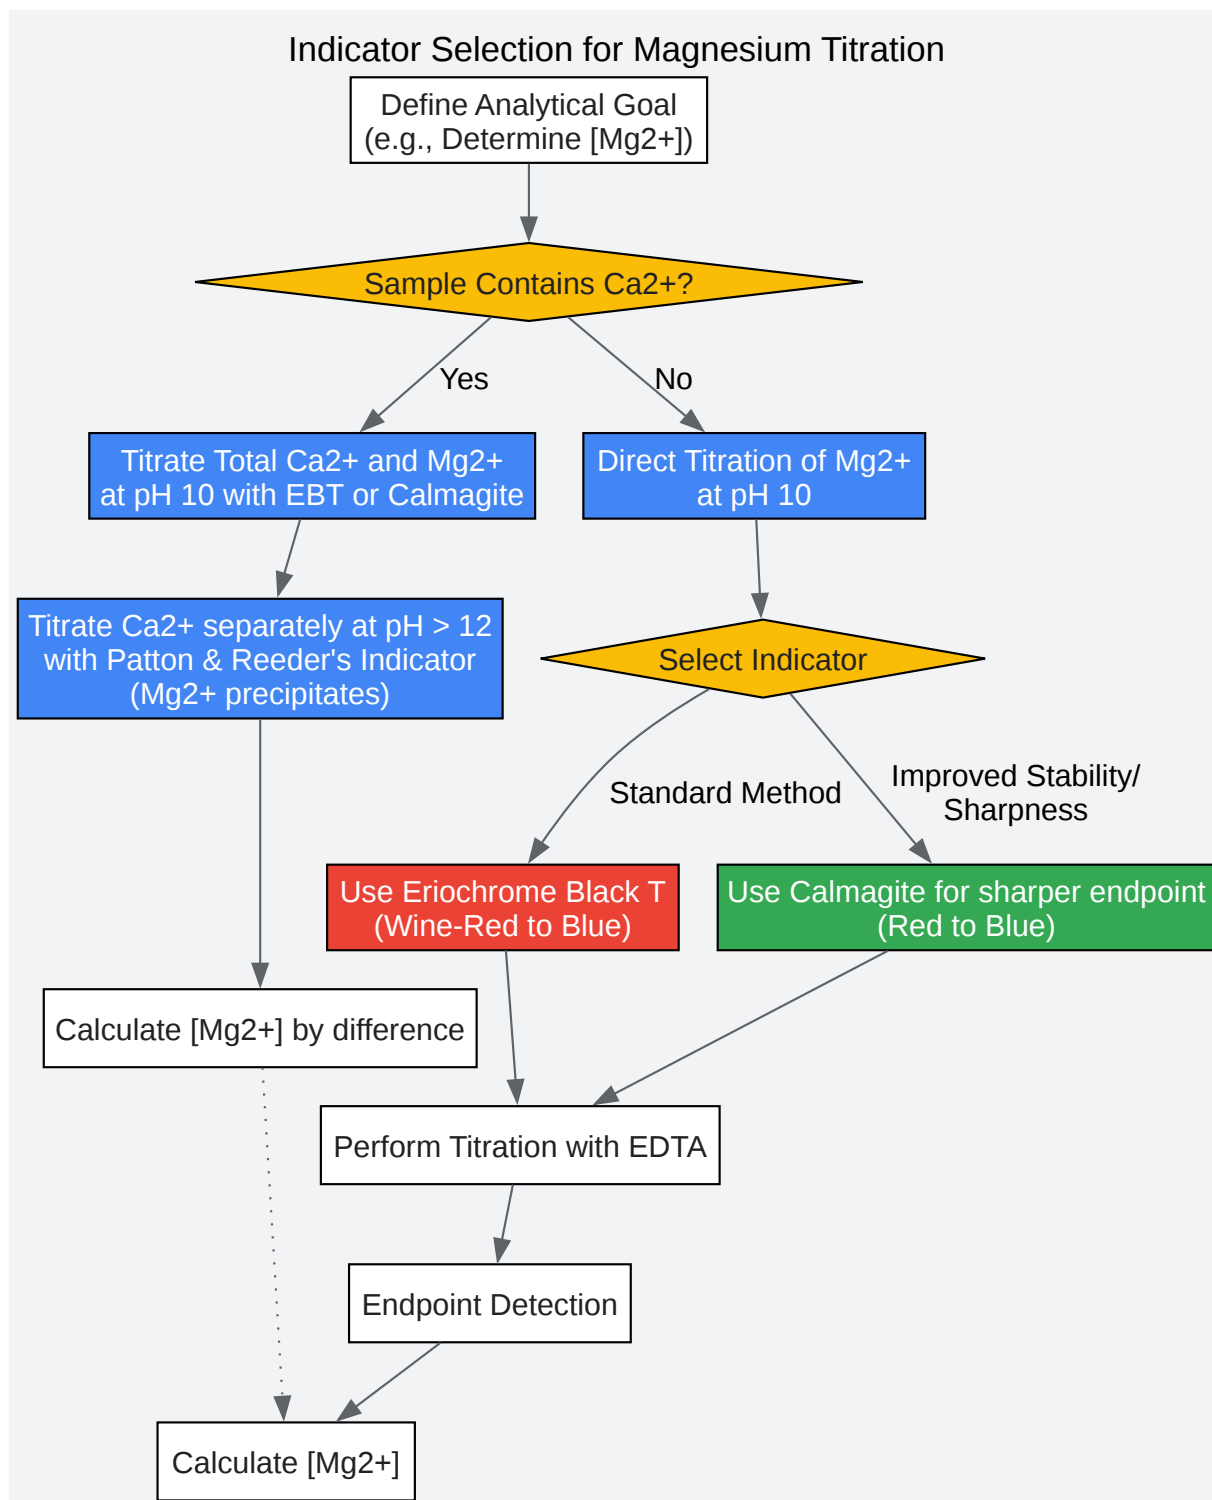 Indicator Selection for Magnesium Titration
Define Analytical Goal
(e.g., Determine [Mg2+])
Sample Contains Ca2+?
Yes
No
Titrate Total Ca2+ and Mg2+
at pH 10 with EBT or Calmagite
Direct Titration of Mg2+
at pH 10
Titrate Ca2+ separately at pH > 12
with Patton & Reeder's Indicator
(Mg2+ precipitates)
Select Indicator
Standard Method
Improved Stability/
Sharpness
Use Eriochrome Black T
(Wine-Red to Blue)
Use Calmagite for sharper endpoint
(Red to Blue)
Calculate [Mg2+] by difference
Perform Titration with EDTA
Endpoint Detection
Calculate [Mg2+]